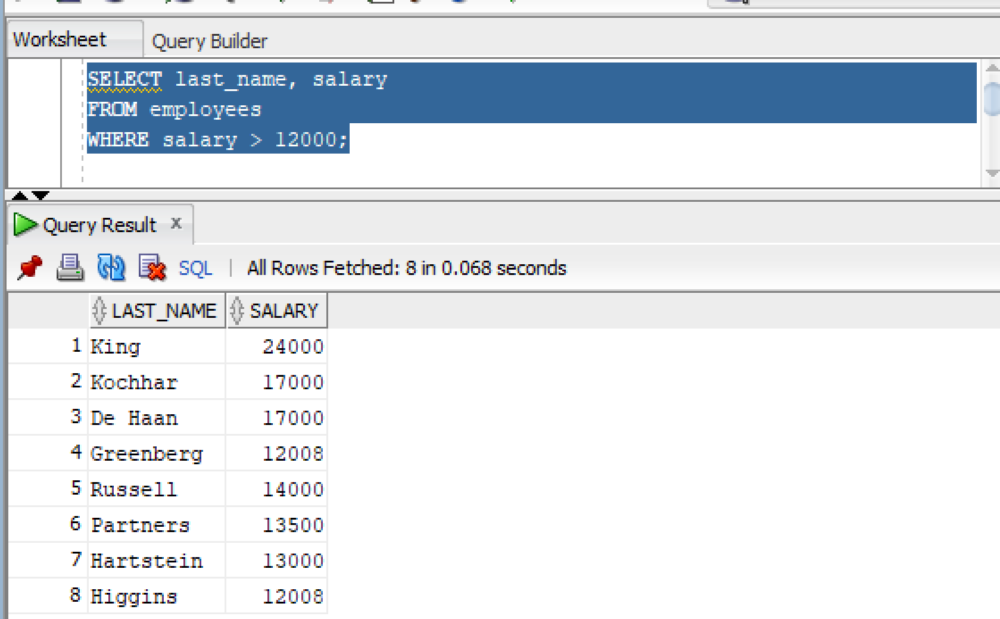 Worksheet Query Builder
SELECT last_name, salary
FROM employees
WHERE salary > 12000;
Query Result x
SQL | All Rows Fetched: 8 in 0.068 seconds
LAST_NAME SALARY
1 King 24000
2 Kochhar 17000
3 De Haan 17000
4 Greenberg 12008
5 Russell 14000
6 Partners 13500
7 Hartstein 13000
8 Higgins 12008